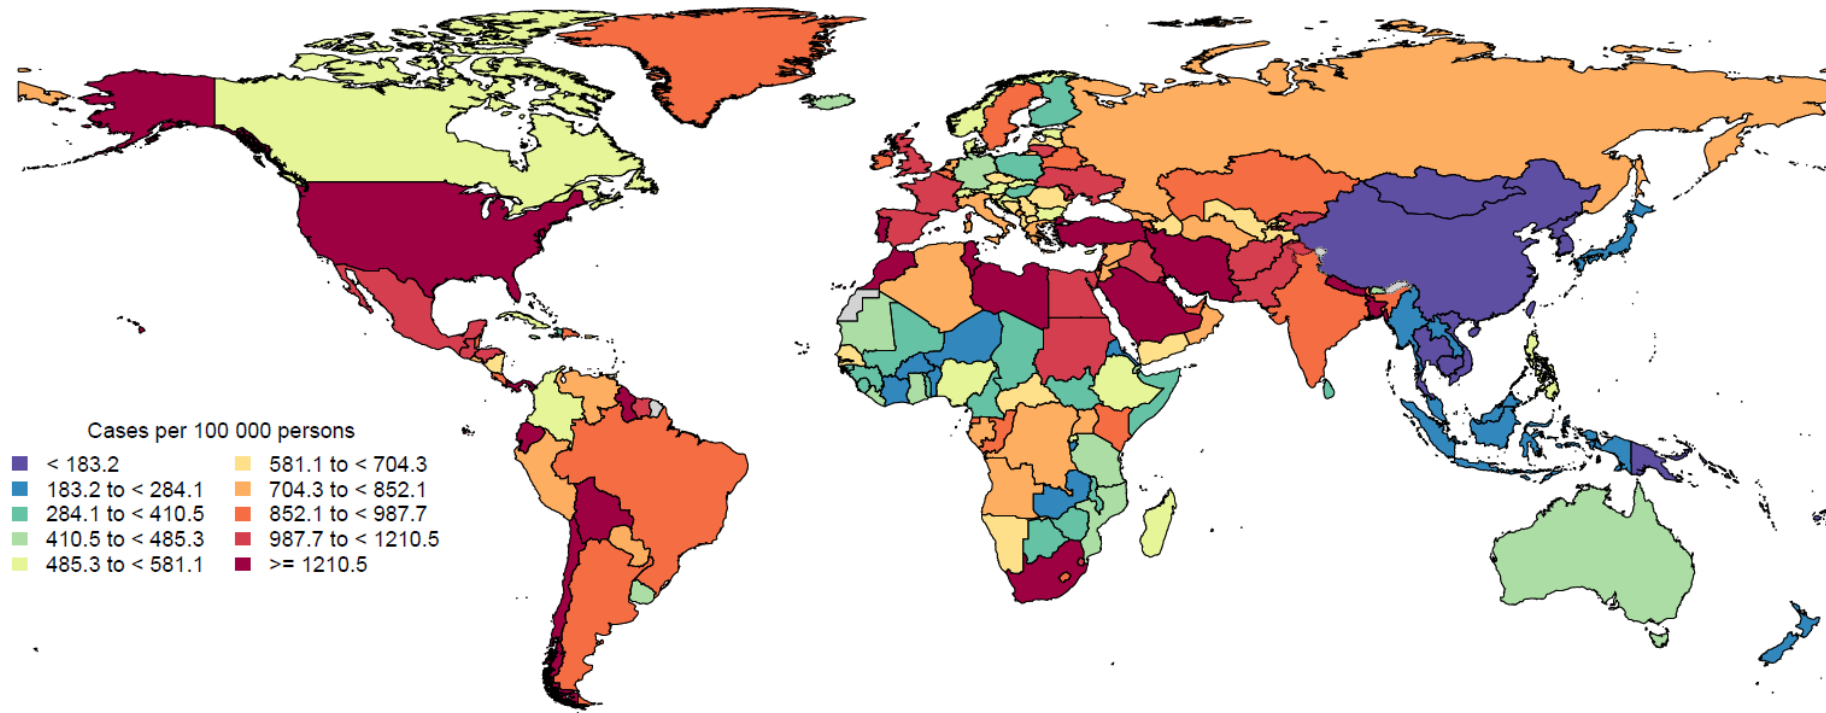 Cases per 100 000 persons
< 183.2
183.2 to < 284.1
284.1 to < 410.5
410.5 to < 485.3
485.3 to < 581.1
581.1 to < 704.3
704.3 to < 852.1
852.1 to < 987.7
987.7 to < 1210.5
>= 1210.5